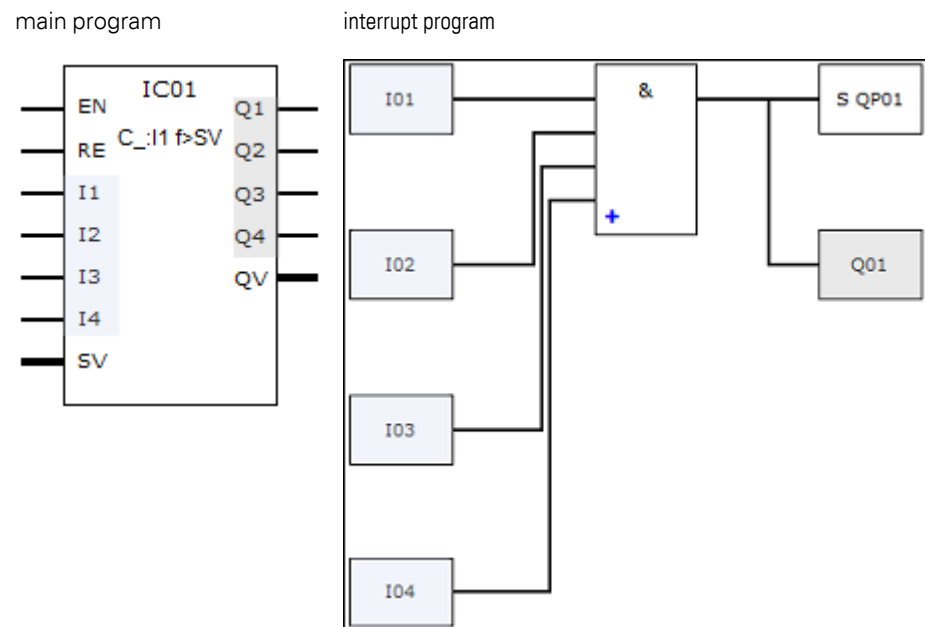 main program
interrupt program
IC01
C_:I1 f>SV
EN
RE
I1
I2
I3
I4
SV
Q1
Q2
Q3
Q4
QV
I01
&
S QP01
+
I02
Q01
I03
I04